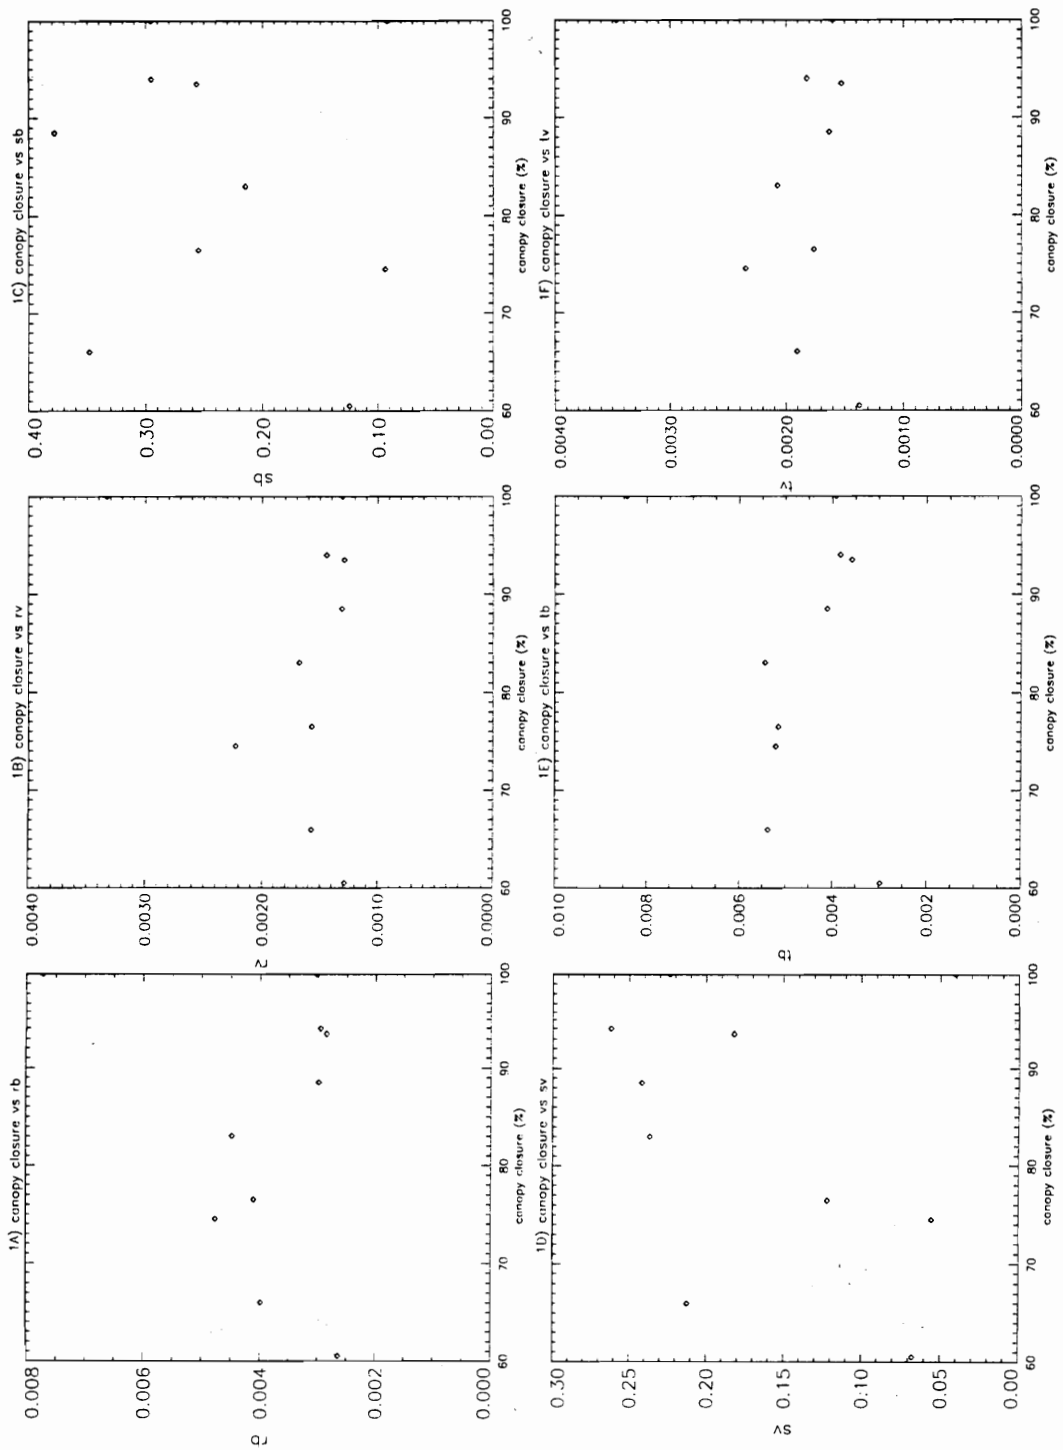 1A) canopy closure vs rb
0.008
0.006
0.004
0.002
0.000
rb
60 70 80 90 100
canopy closure (%)
1B) canopy closure vs rv
0.0040
0.0030
0.0020
0.0010
0.0000
rv
60 70 80 90 100
canopy closure (%)
1C) canopy closure vs sb
0.40
0.30
0.20
0.10
0.00
sb
60 70 80 90 100
canopy closure (%)
1D) canopy closure vs sv
0.30
0.25
0.20
0.15
0.10
0.05
0.00
sv
60 70 80 90 100
canopy closure (%)
1E) canopy closure vs tb
0.010
0.008
0.006
0.004
0.002
0.000
tb
60 70 80 90 100
canopy closure (%)
1F) canopy closure vs tv
0.0040
0.0030
0.0020
0.0010
0.0000
tv
60 70 80 90 100
canopy closure (%)